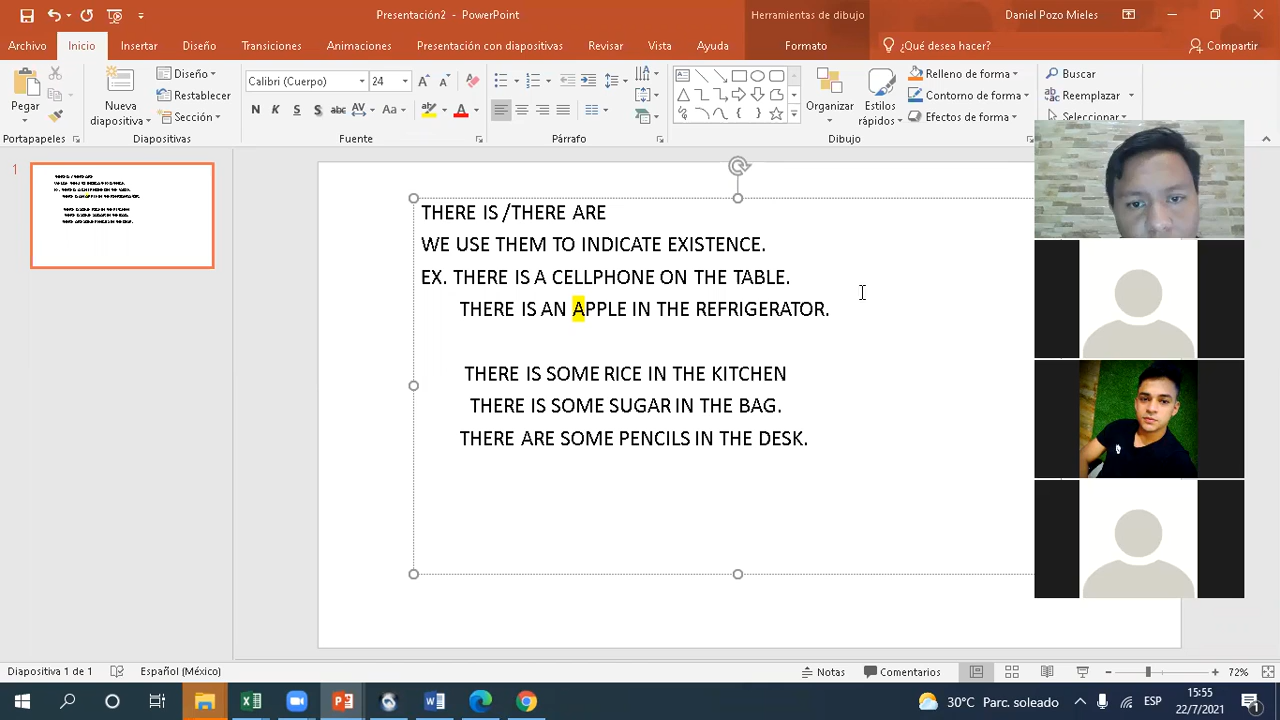 Presentación2 - PowerPoint
Herramientas de dibujo
Daniel Pozo Mieles
Archivo
Inicio
Insertar
Diseño
Transiciones
Animaciones
Presentación con diapositivas
Revisar
Vista
Ayuda
Formato
¿Qué desea hacer?
Compartir
Pegar
Nueva
diapositiva
Diseño
Restablecer
Sección
Calibri (Cuerpo)
24
N K S S abc AV Aa
Organizar
Estilos
rápidos
Relleno de forma
Contorno de forma
Efectos de forma
Buscar
Reemplazar
Seleccionar
Portapapeles
Diapositivas
Fuente
Párrafo
Dibujo
1
THERE IS /THERE ARE
WE USE THEM TO INDICATE EXISTENCE.
EX. THERE IS A CELLPHONE ON THE TABLE.
THERE IS AN APPLE IN THE REFRIGERATOR.
THERE IS SOME RICE IN THE KITCHEN
THERE IS SOME SUGAR IN THE BAG.
THERE ARE SOME PENCILS IN THE DESK.
Diapositiva 1 de 1
Español (México)
Notas
Comentarios
72%
30°C Parc. soleado
ESP
15:55
22/7/2021
1